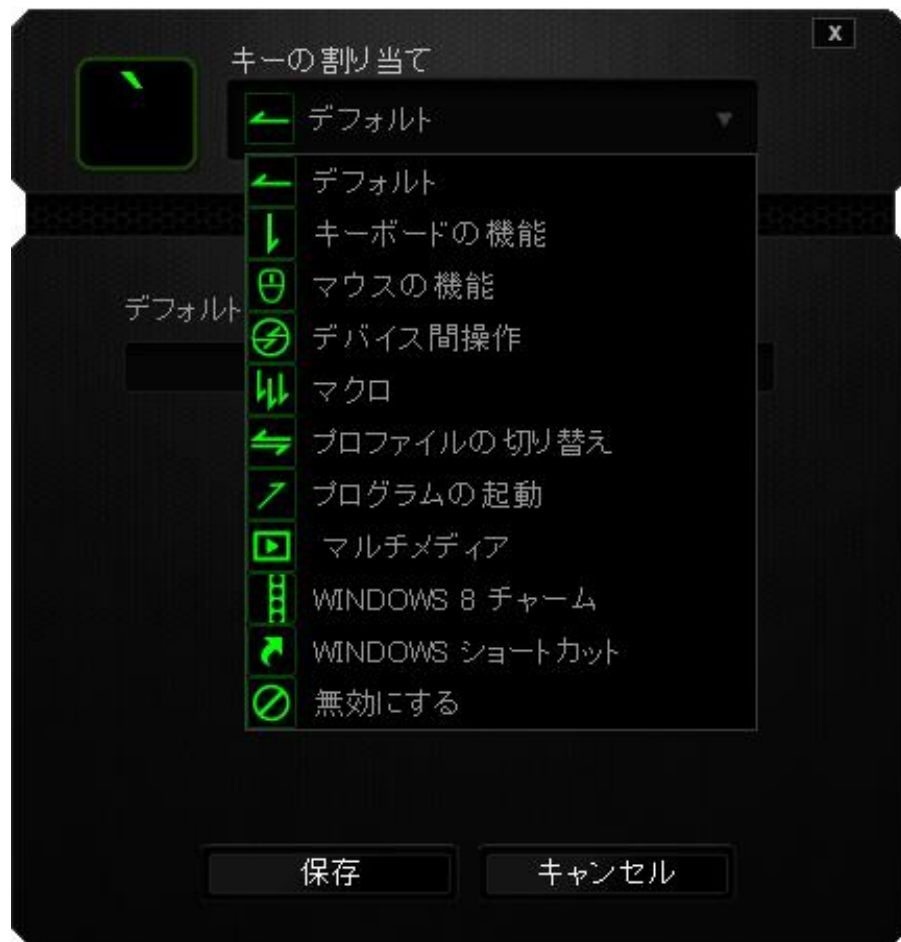 X
キーの割り当て
`
デフォルト
デフォルト
キーボードの機能
マウスの機能
デフォルト
デバイス間操作
マクロ
プロファイルの切り替え
プログラムの起動
マルチメディア
WINDOWS 8 チャーム
WINDOWS ショートカット
無効にする
保存
キャンセル